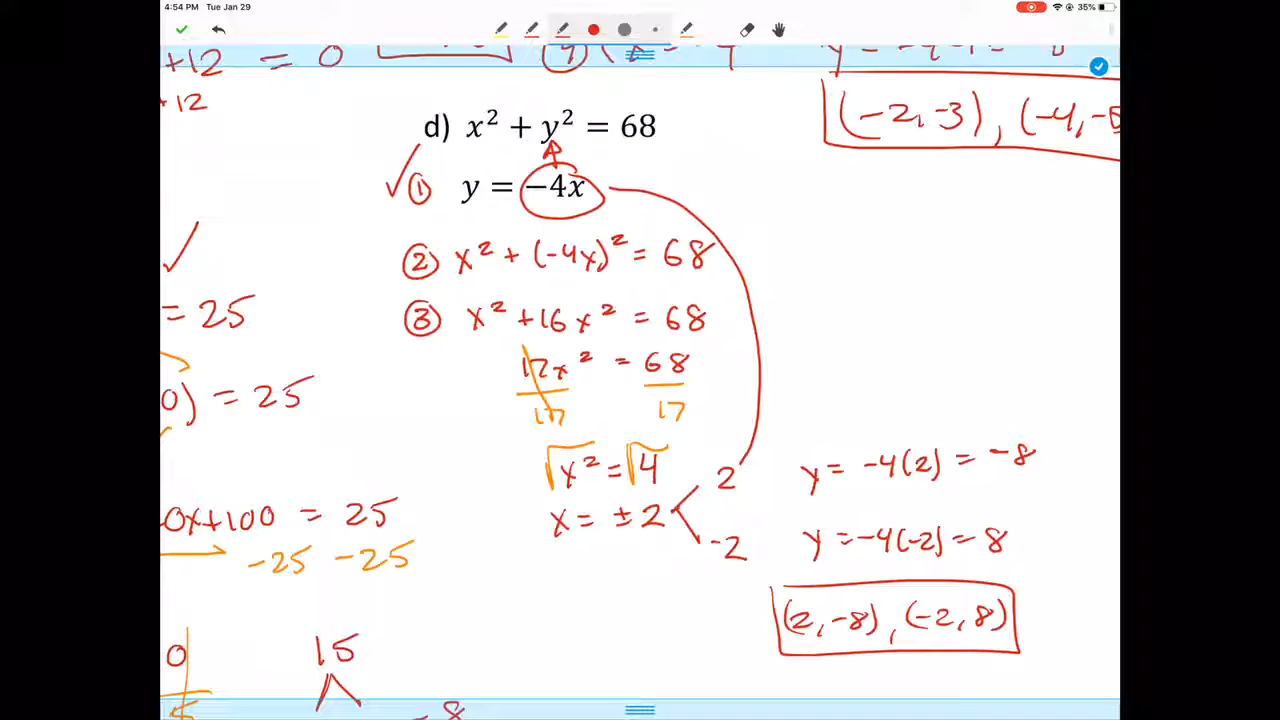 4:54 PM Tue Jan 29
35%
+12 = 0
+12
(-2,-3), (-4,-
d) x² + y² = 68
① y = -4x
② x² + (-4x)² = 68
③ x² + 16x² = 68
17x² = 68
17 17
√x² = √4
x = ±2
2
-2
y = -4(2) = -8
y = -4(-2) = 8
(2,-8), (-2,8)
= 25
0) = 25
0x+100 = 25
-25 -25
0
15
-8